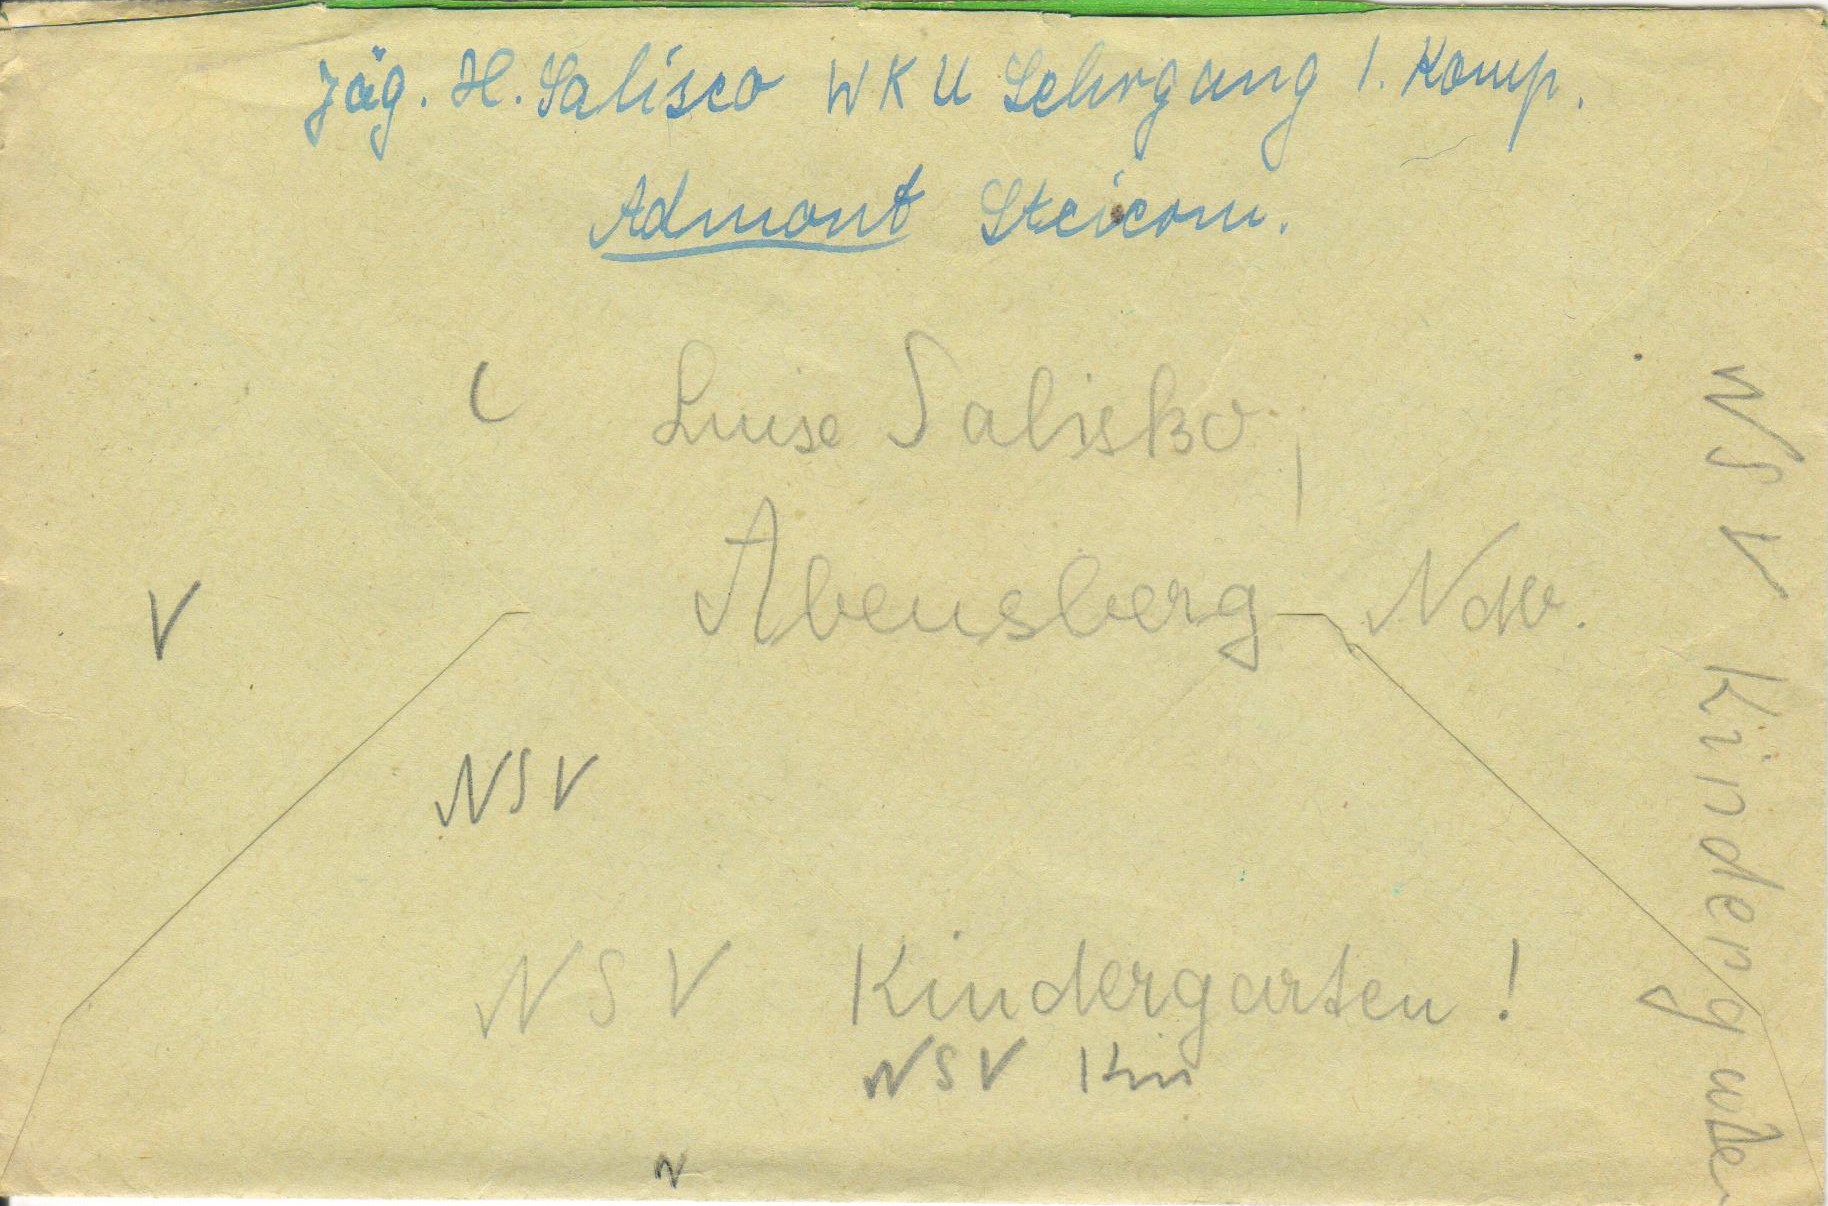 Jäg. H. Salisco WKU Lehrgang 1. Komp.
Admont Steierm.
Luise Salisko,
Abensberg Ndb.
V
NSV
NSV Kindergarten!
NSV Kin
N
NSV Kindergarten